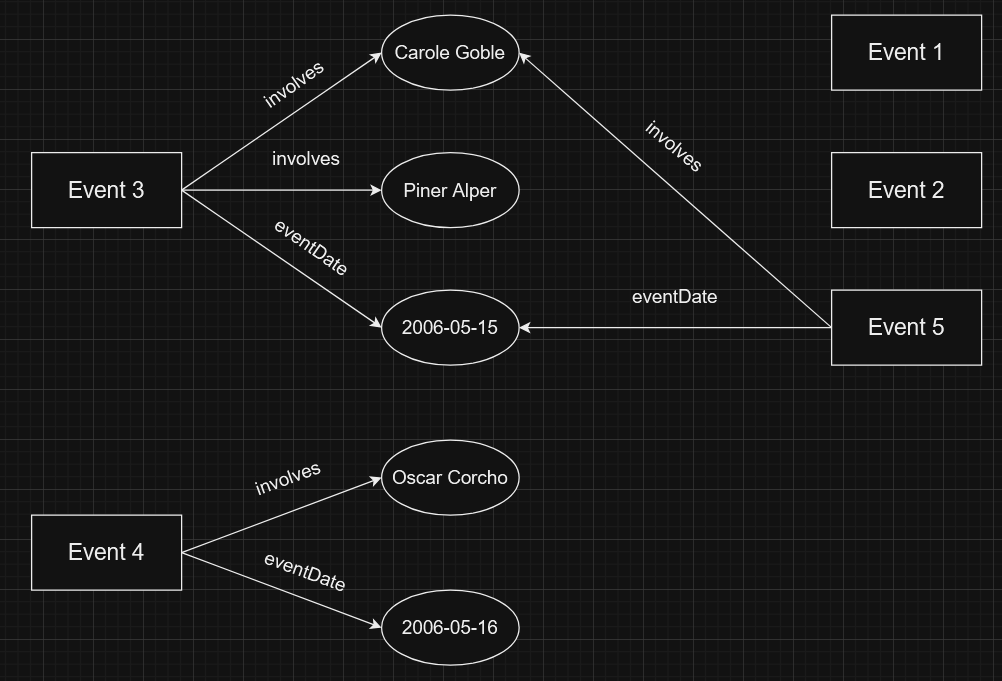 Carole Goble
Event 1
involves
involves
involves
Event 3
Piner Alper
Event 2
eventDate
eventDate
2006-05-15
Event 5
involves
Oscar Corcho
Event 4
eventDate
2006-05-16